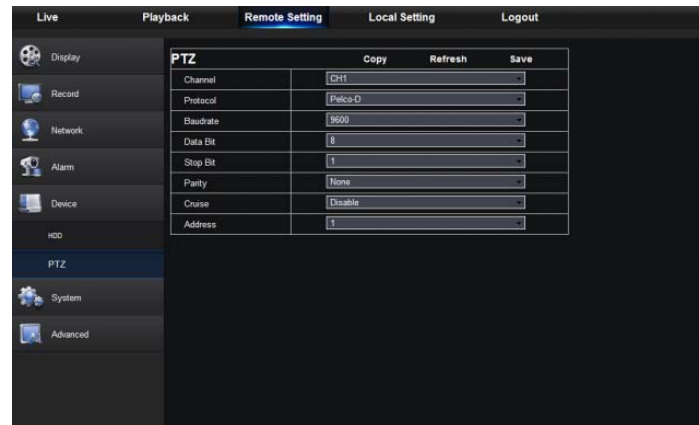 Live Playback Remote Setting Local Setting Logout
Display
Record
Network
Alarm
Device
HDD
PTZ
System
Advanced
PTZ Copy Refresh Save
Channel CH1
Protocol Pelco-D
Baudrate 9600
Data Bit 8
Stop Bit 1
Parity None
Cruise Disable
Address 1